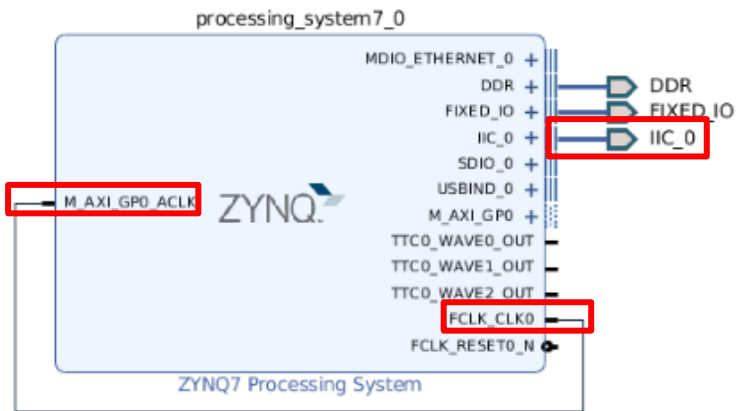 processing_system7_0
MDIO_ETHERNET_0
DDR
DDR
FIXED_IO
FIXED_IO
IIC_0
IIC_0
SDIO_0
USBIND_0
M_AXI_GP0_ACLK
ZYNQ
M_AXI_GP0
TTC0_WAVE0_OUT
TTC0_WAVE1_OUT
TTC0_WAVE2_OUT
FCLK_CLK0
FCLK_RESET0_N
ZYNQ7 Processing System